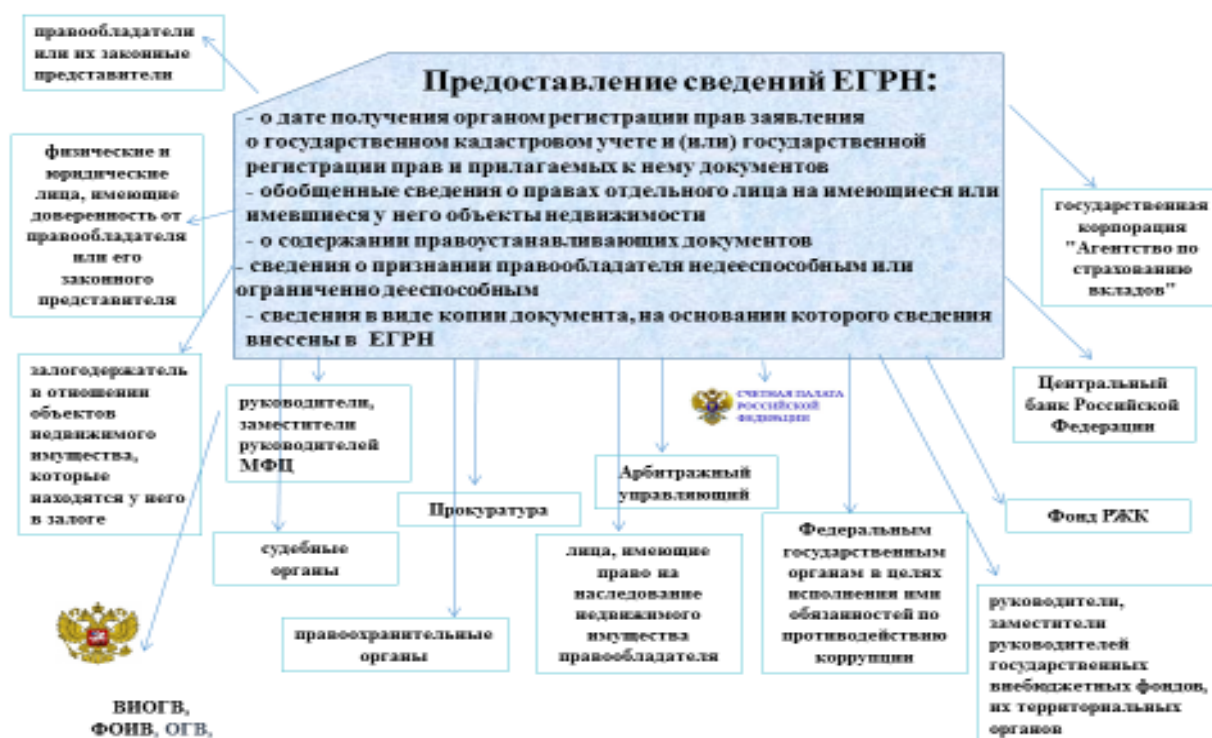 правообладатели
или их законные
представители
Предоставление сведений ЕГРН:
- о дате получения органом регистрации прав заявления
о государственном кадастровом учете и (или) государственной
регистрации прав и прилагаемых к нему документов
- обобщенные сведения о правах отдельного лица на имеющиеся или
имевшиеся у него объекты недвижимости
- о содержании правоустанавливающих документов
- сведения о признании правообладателя недееспособным или
ограниченно дееспособным
- сведения в виде копии документа, на основании которого сведения
внесены в ЕГРН
физические и
юридические
лица, имеющие
доверенность от
правообладателя
или его
законного
представителя
государственная
корпорация
"Агентство по
страхованию
вкладов"
залогодержатель
в отношении
объектов
недвижимого
имущества,
которые
находятся у него
в залоге
руководители,
заместители
руководителей
МФЦ
СЧЕТНАЯ ПАЛАТА
РОССИЙСКОЙ
ФЕДЕРАЦИИ
Центральный
банк Российской
Федерации
Арбитражный
управляющий
Прокуратура
Фонд РЖК
судебные
органы
лица, имеющие
право на
наследование
недвижимого
имущества
правообладателя
Федеральным
государственным
органам в целях
исполнения ими
обязанностей по
противодействию
коррупции
правоохранительные
органы
руководители,
заместители
руководителей
государственных
внебюджетных фондов,
их территориальных
органов
ВИОГВ,
ФОИВ, ОГВ,